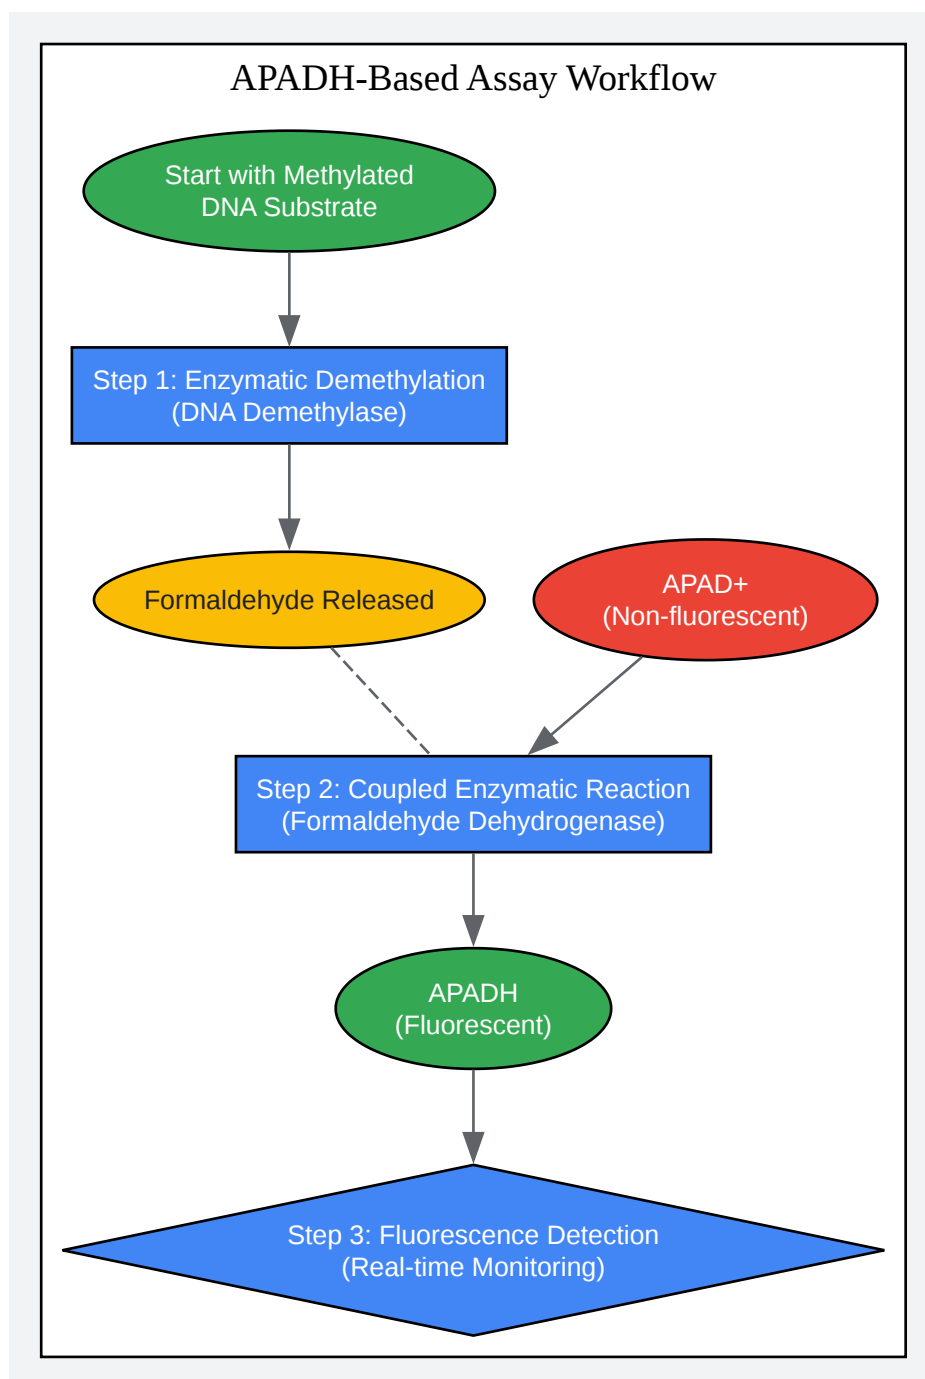 APADH-Based Assay Workflow
Start with Methylated
DNA Substrate
Step 1: Enzymatic Demethylation
(DNA Demethylase)
Formaldehyde Released
APAD+
(Non-fluorescent)
Step 2: Coupled Enzymatic Reaction
(Formaldehyde Dehydrogenase)
APADH
(Fluorescent)
Step 3: Fluorescence Detection
(Real-time Monitoring)